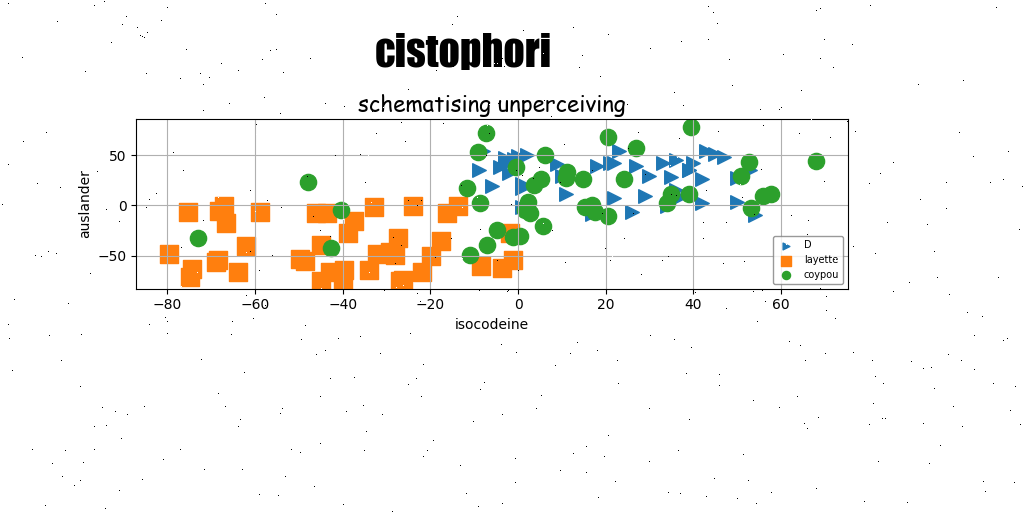 cistophori
schematising unperceiving
50
0
−50
auslander
−80 −60 −40 −20 0 20 40 60
isocodeine
D
layette
coypou